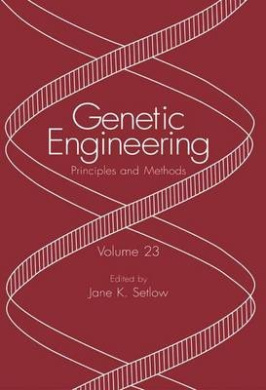 Genetic
Engineering
Principles and Methods
Volume 23
Edited by
Jane K. Setlow